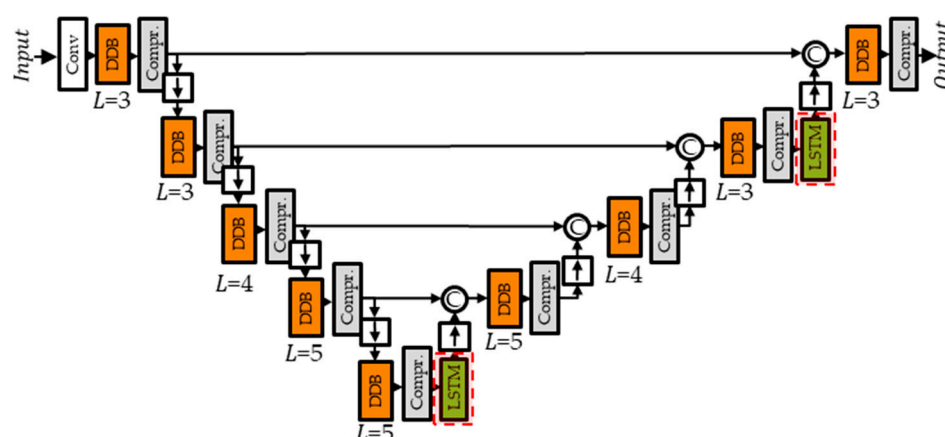 Input
Conv
DDB
Compr.
L=3
DDB
Compr.
L=3
DDB
Compr.
L=4
DDB
Compr.
L=5
DDB
Compr.
LSTM
L=5
C
DDB
Compr.
L=5
C
DDB
Compr.
L=4
C
DDB
Compr.
LSTM
L=3
C
DDB
Compr.
L=3
Output